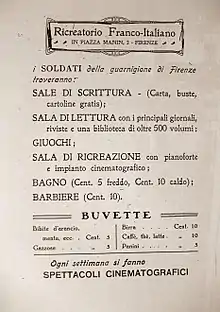 Ricreatorio Franco-Italiano
IN PIAZZA MANIN, 2 - FIRENZE
i SOLDATI della guarnigione di Firenze
troveranno:
SALE DI SCRITTURA - (Carta, buste,
cartoline gratis);
SALA DI LETTURA con i principali giornali,
riviste e una biblioteca di oltre 500 volumi;
GIUOCHI;
SALA DI RICREAZIONE con pianoforte
e impianto cinematografico;
BAGNO (Cent. 5 freddo, Cent. 10 caldo);
BARBIERE (Cent. 10).
BUVETTE
Bibite d'arancio,
menta, ecc. . Cent. 5
Gazzose . . „ 5
Birra . . . Cent. 10
Caffè, thè, latte . „ 10
Panini . . . „ 5
Ogni settimana si fanno
SPETTACOLI CINEMATOGRAFICI